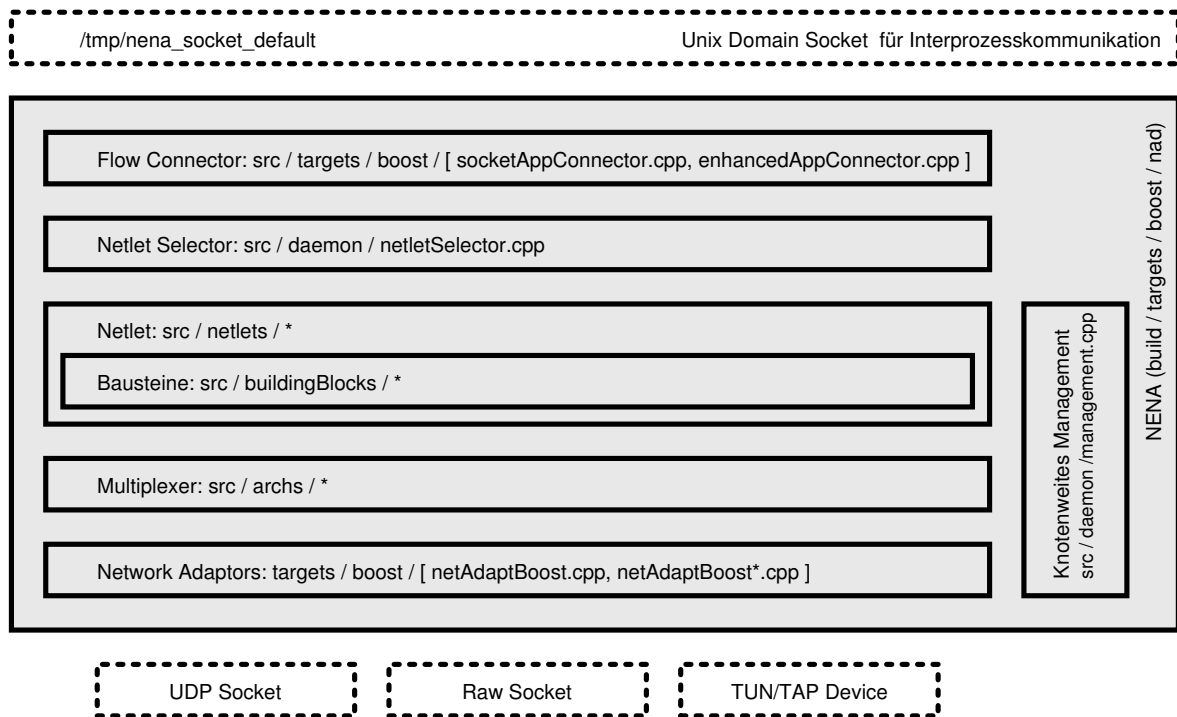 /tmp/nena_socket_default Unix Domain Socket für Interprozesskommunikation
Flow Connector: src / targets / boost / [ socketAppConnector.cpp, enhancedAppConnector.cpp ]
Netlet Selector: src / daemon / netletSelector.cpp
Netlet: src / netlets / *
Bausteine: src / buildingBlocks / *
Multiplexer: src / archs / *
Network Adaptors: targets / boost / [ netAdaptBoost.cpp, netAdaptBoost*.cpp ]
Knotenweites Management
src / daemon /management.cpp
NENA (build / targets / boost / nad)
UDP Socket
Raw Socket
TUN/TAP Device